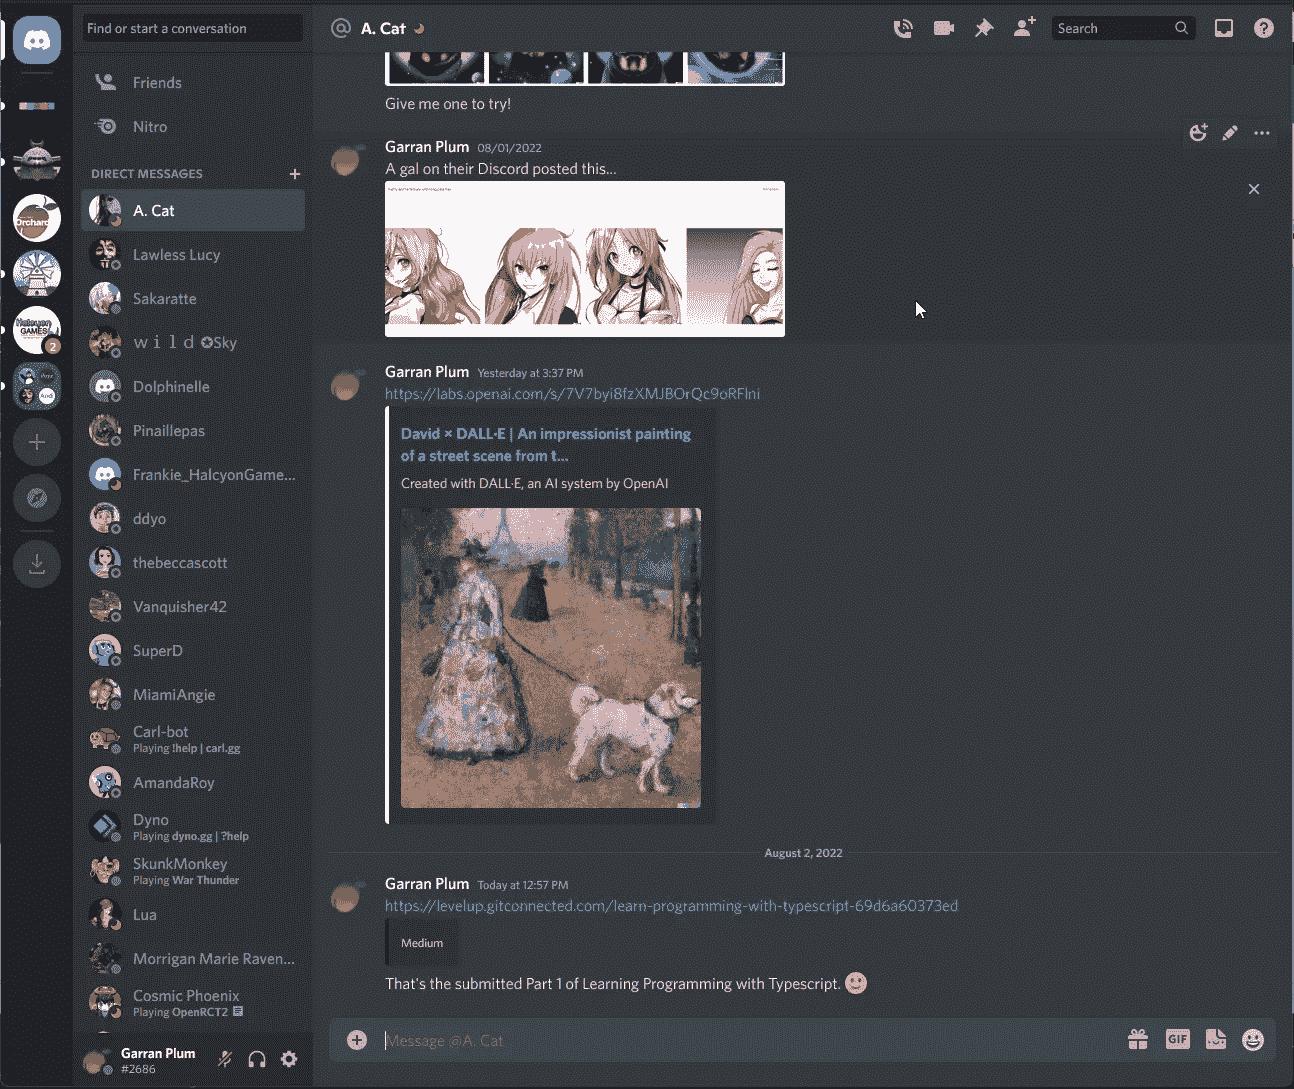 Find or start a conversation
Friends
Nitro
DIRECT MESSAGES
A. Cat
Lawless Lucy
Sakaratte
w i l d ✪Sky
Dolphinelle
Pinaillepas
Frankie_HalcyonGame...
ddyo
thebeccascott
Vanquisher42
SuperD
MiamiAngie
Carl-bot
Playing !help | carl.gg
AmandaRoy
Dyno
Playing dyno.gg | ?help
SkunkMonkey
Playing War Thunder
Lua
Morrigan Marie Raven...
Cosmic Phoenix
Playing OpenRCT2
Garran Plum
#2686
Orchard
Halcyon
GAMES
2
Andi
@ A. Cat
Search
Give me one to try!
Garran Plum 08/01/2022
A gal on their Discord posted this...
Garran Plum Yesterday at 3:37 PM
https://labs.openai.com/s/7V7byi8fzXMJBOrQc9oRFlni
David × DALL·E | An impressionist painting
of a street scene from t...
Created with DALL·E, an AI system by OpenAI
August 2, 2022
Garran Plum Today at 12:57 PM
https://levelup.gitconnected.com/learn-programming-with-typescript-69d6a60373ed
Medium
That's the submitted Part 1 of Learning Programming with Typescript.
Message @A. Cat
GIF